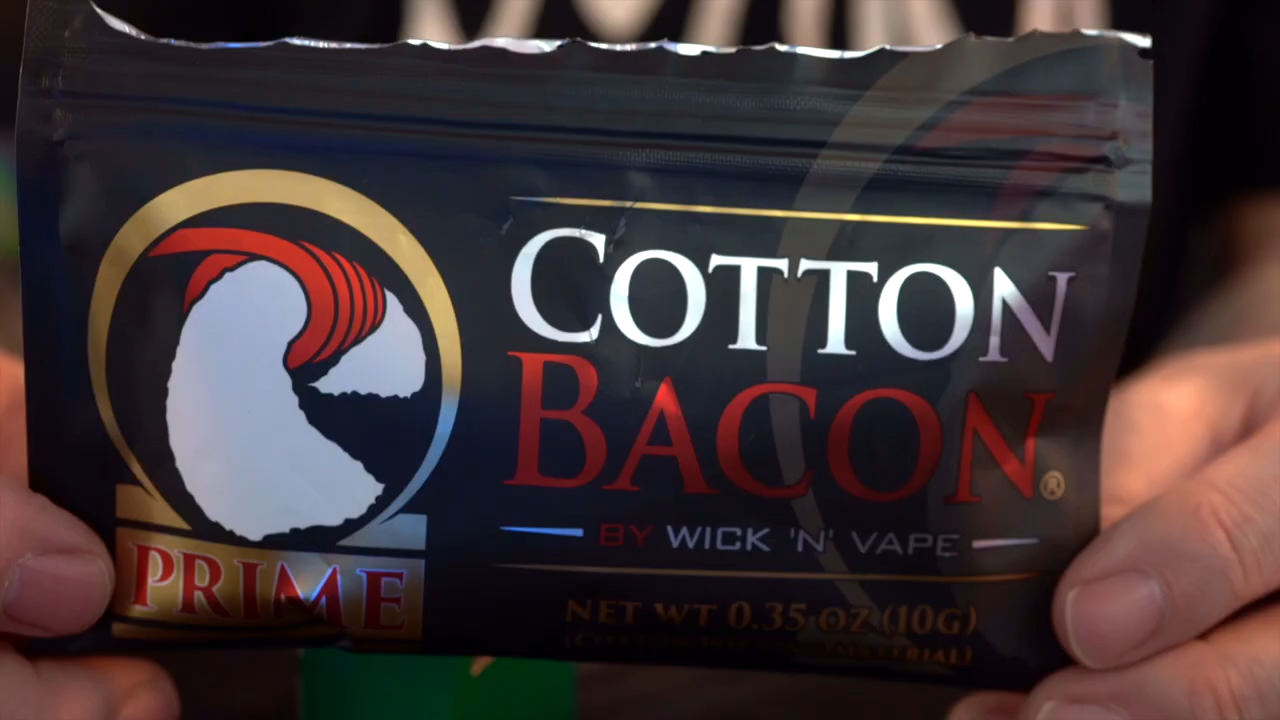 COTTON
BACON®
BY WICK 'N' VAPE
PRIME
NET WT 0.35 OZ (10G)